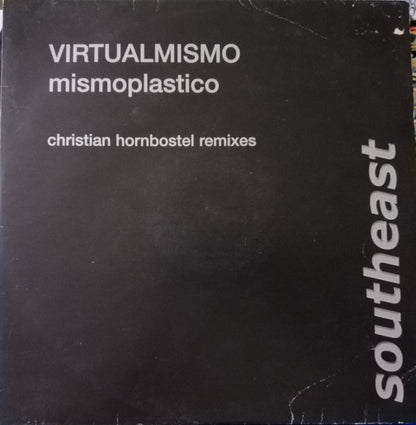 VIRTUALMISMO
mismoplastico
christian hornbostel remixes
southeast